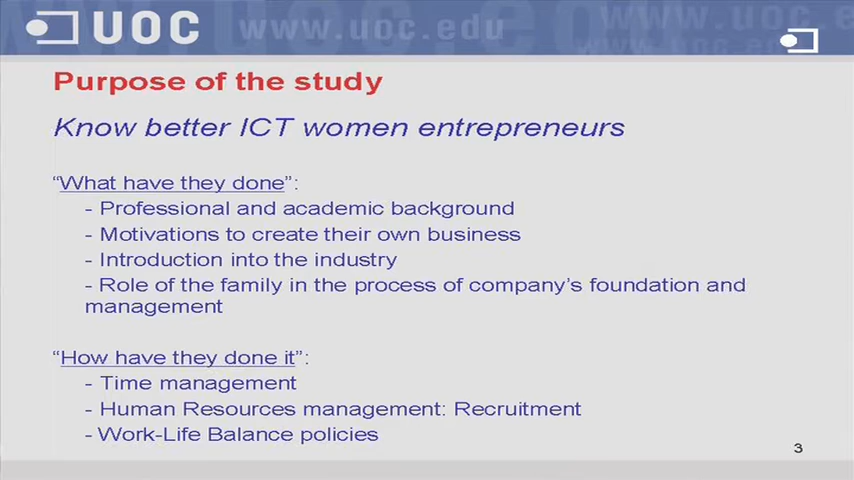 UOC www.uoc.edu
Purpose of the study
Know better ICT women entrepreneurs
“What have they done”:
- Professional and academic background
- Motivations to create their own business
- Introduction into the industry
- Role of the family in the process of company’s foundation and
management
“How have they done it”:
- Time management
- Human Resources management: Recruitment
- Work-Life Balance policies
3